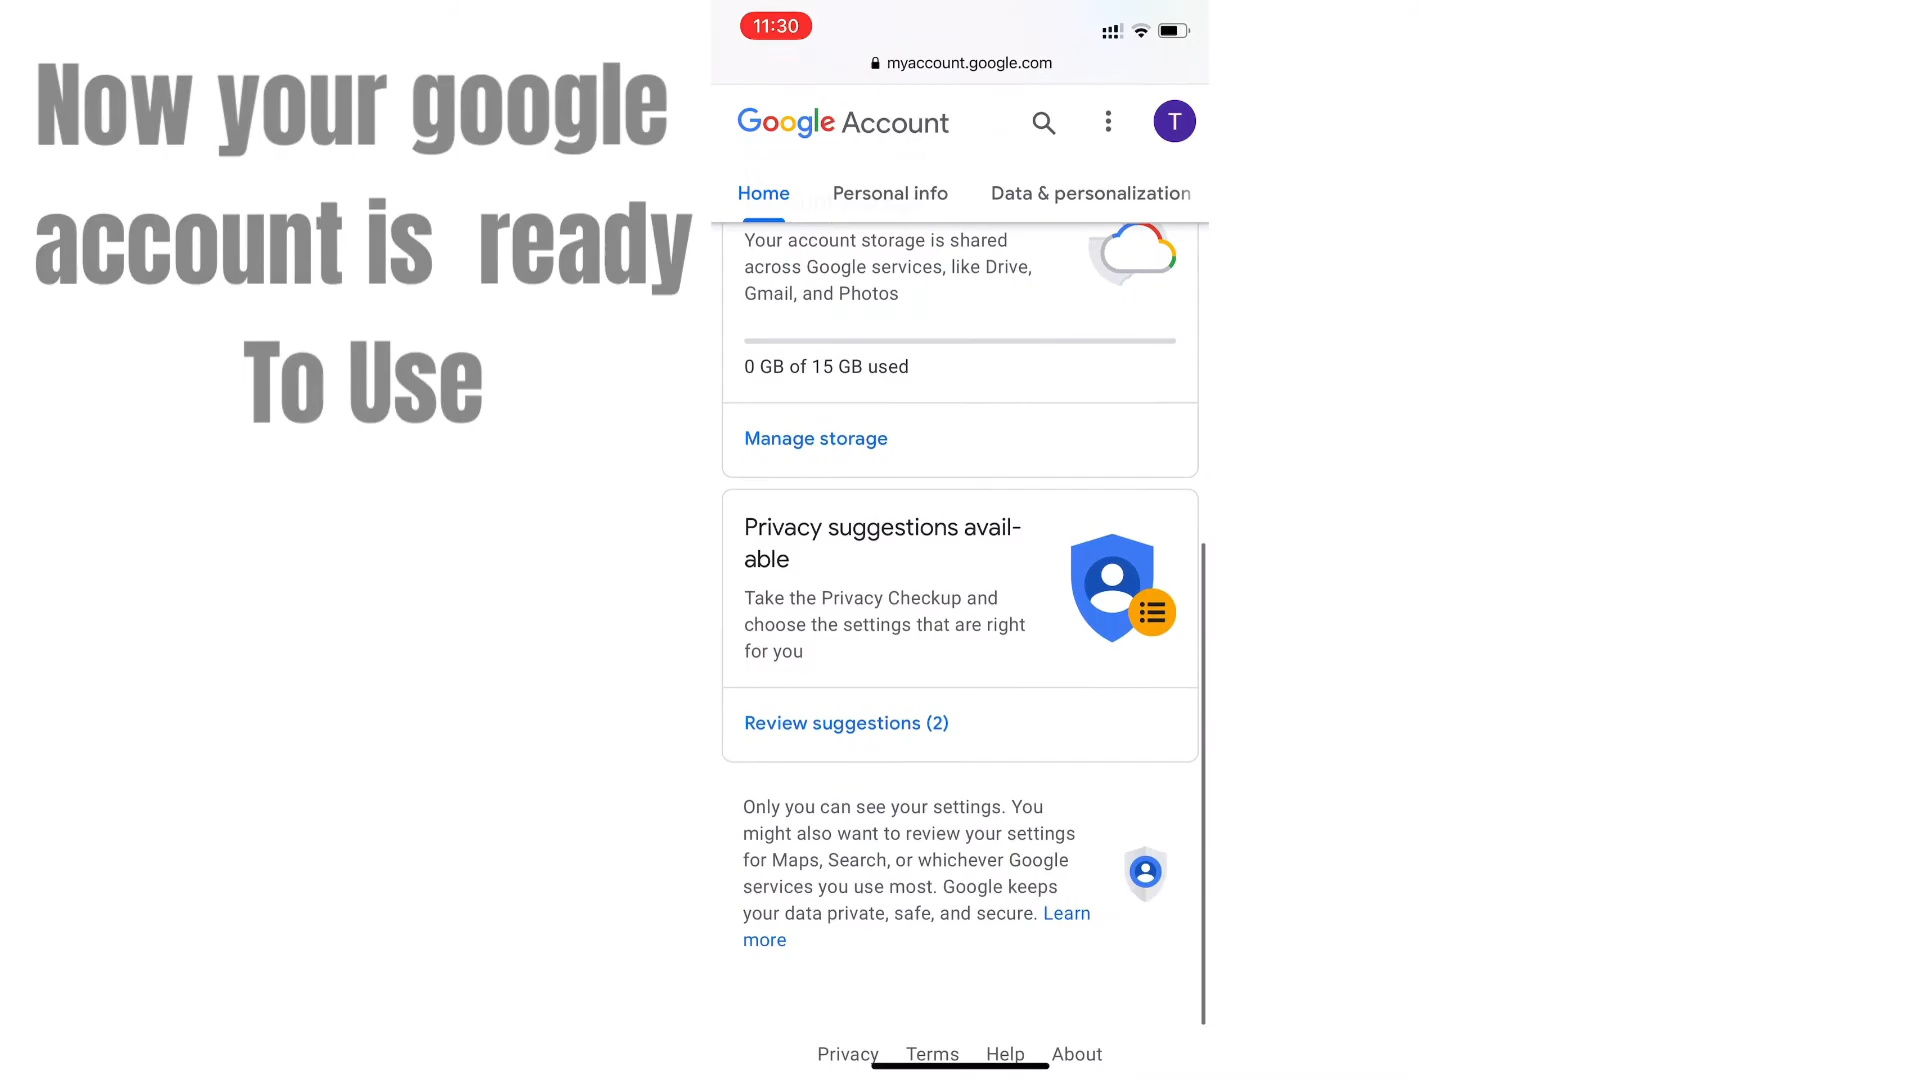 Now your google
account is ready
To Use
11:30
myaccount.google.com
Google Account
T
Home Personal info Data & personalization
Your account storage is shared
across Google services, like Drive,
Gmail, and Photos
0 GB of 15 GB used
Manage storage
Privacy suggestions avail-
able
Take the Privacy Checkup and
choose the settings that are right
for you
Review suggestions (2)
Only you can see your settings. You
might also want to review your settings
for Maps, Search, or whichever Google
services you use most. Google keeps
your data private, safe, and secure. Learn
more
Privacy Terms Help About